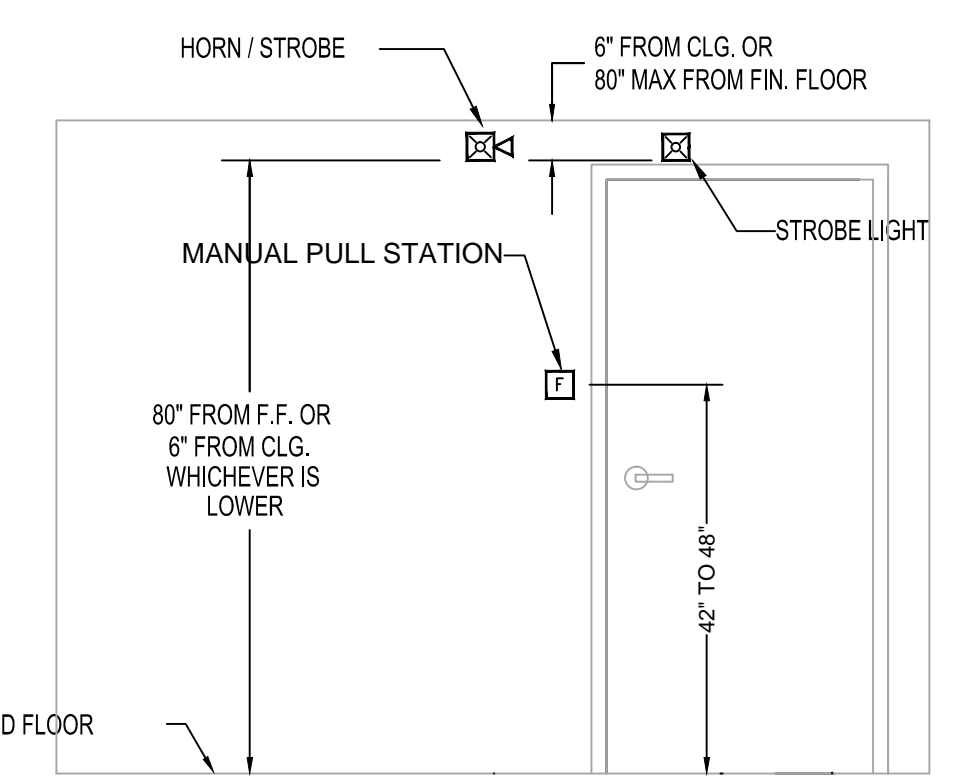 HORN / STROBE
6" FROM CLG. OR
80" MAX FROM FIN. FLOOR
STROBE LIGHT
MANUAL PULL STATION
F
80" FROM F.F. OR
6" FROM CLG.
WHICHEVER IS
LOWER
42" TO 48"
D FLOOR